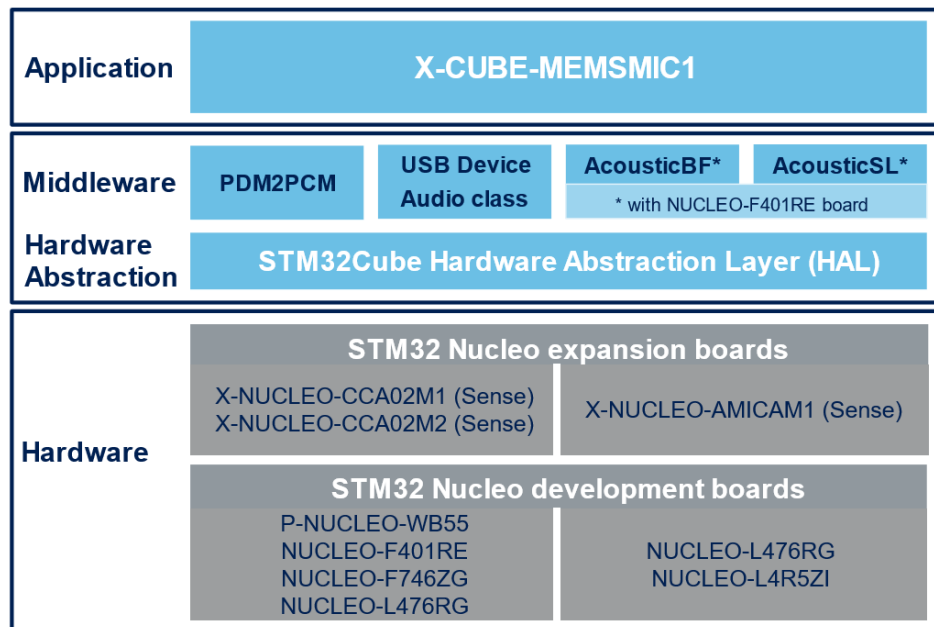 Application
X-CUBE-MEMSMIC1
Middleware
PDM2PCM
USB Device
Audio class
AcousticBF*
AcousticSL*
* with NUCLEO-F401RE board
Hardware
Abstraction
STM32Cube Hardware Abstraction Layer (HAL)
Hardware
STM32 Nucleo expansion boards
X-NUCLEO-CCA02M1 (Sense)
X-NUCLEO-CCA02M2 (Sense)
X-NUCLEO-AMICAM1 (Sense)
STM32 Nucleo development boards
P-NUCLEO-WB55
NUCLEO-F401RE
NUCLEO-F746ZG
NUCLEO-L476RG
NUCLEO-L476RG
NUCLEO-L4R5ZI